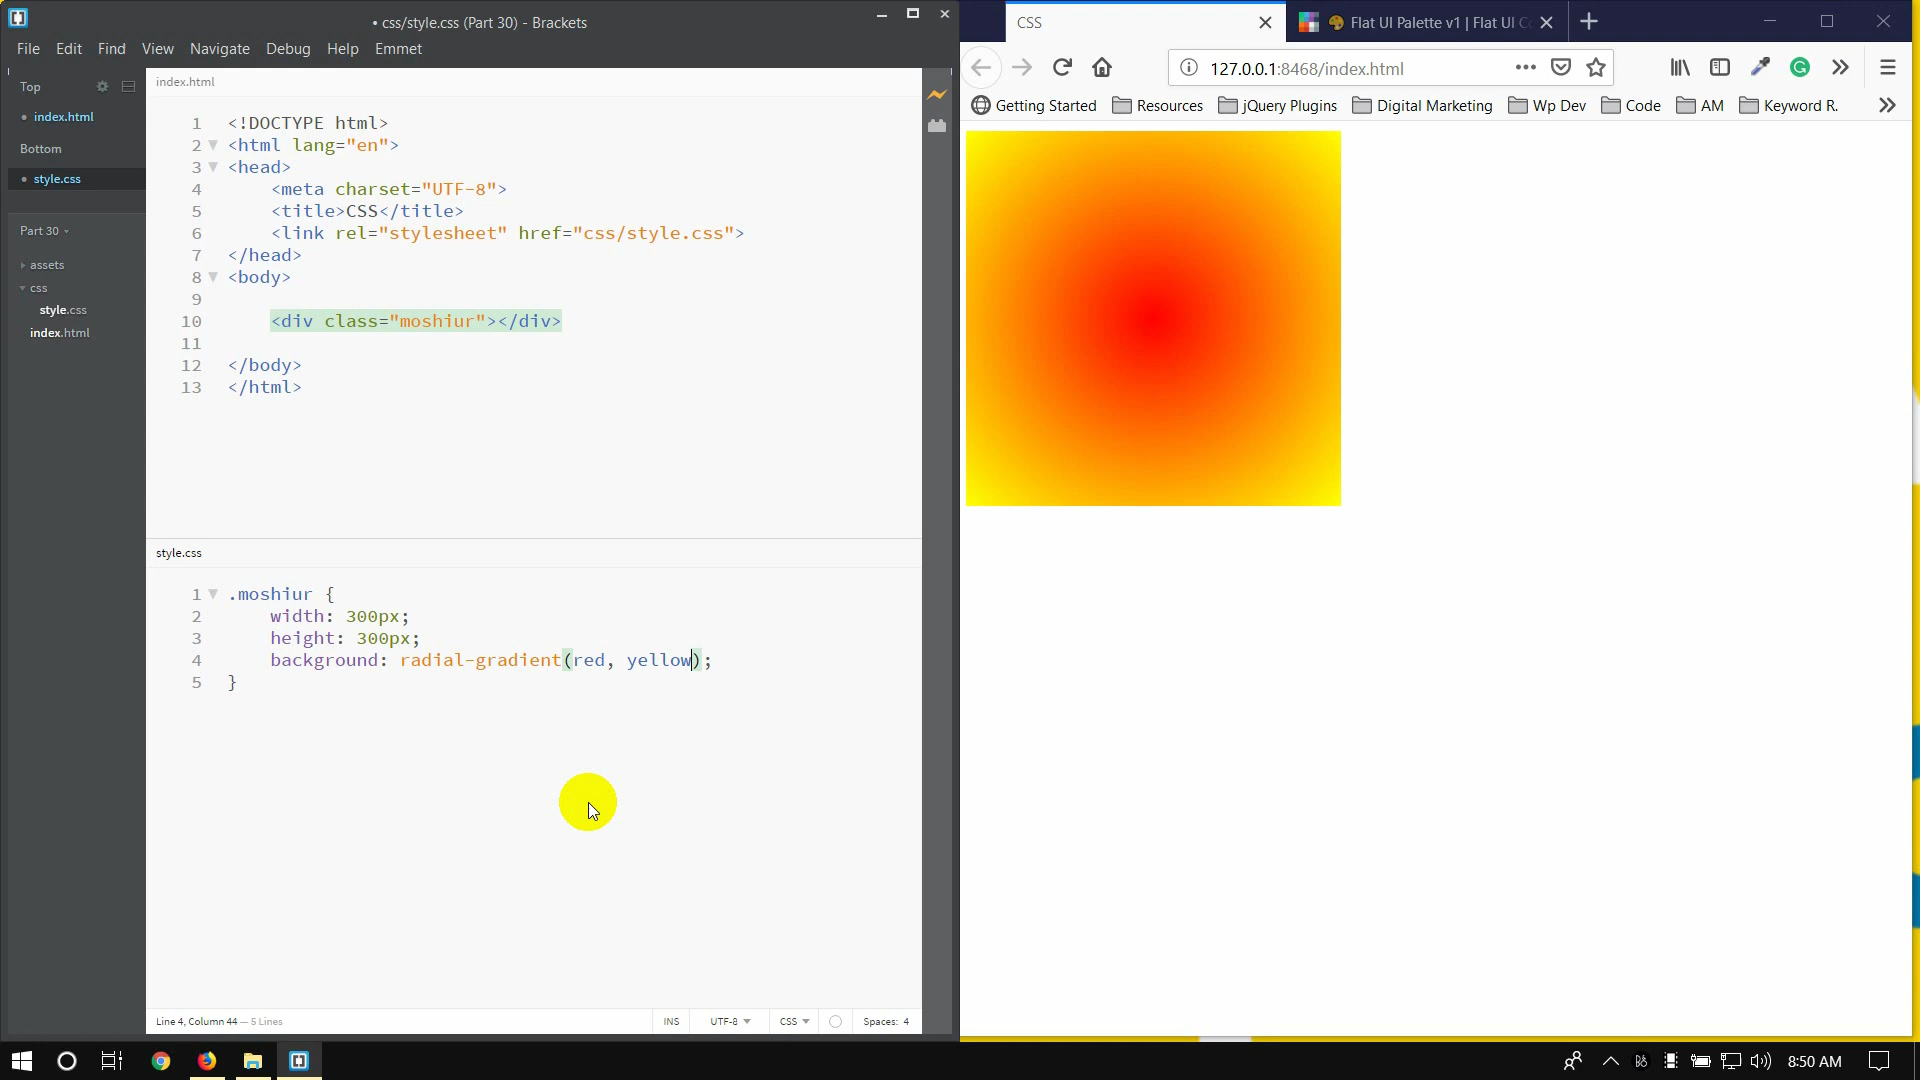 • css/style.css (Part 30) - Brackets
File Edit Find View Navigate Debug Help Emmet
Top
index.html
Bottom
style.css
Part 30
assets
css
style.css
index.html
index.html
1 <!DOCTYPE html>
2 <html lang="en">
3 <head>
4 <meta charset="UTF-8">
5 <title>CSS</title>
6 <link rel="stylesheet" href="css/style.css">
7 </head>
8 <body>
9
10 <div class="moshiur"></div>
11
12 </body>
13 </html>
style.css
1 .moshiur {
2 width: 300px;
3 height: 300px;
4 background: radial-gradient(red, yellow);
5 }
Line 4, Column 44 — 5 Lines
INS UTF-8 CSS Spaces: 4
CSS
Flat UI Palette v1 | Flat UI C
127.0.0.1:8468/index.html
Getting Started Resources jQuery Plugins Digital Marketing Wp Dev Code AM Keyword R.
8:50 AM